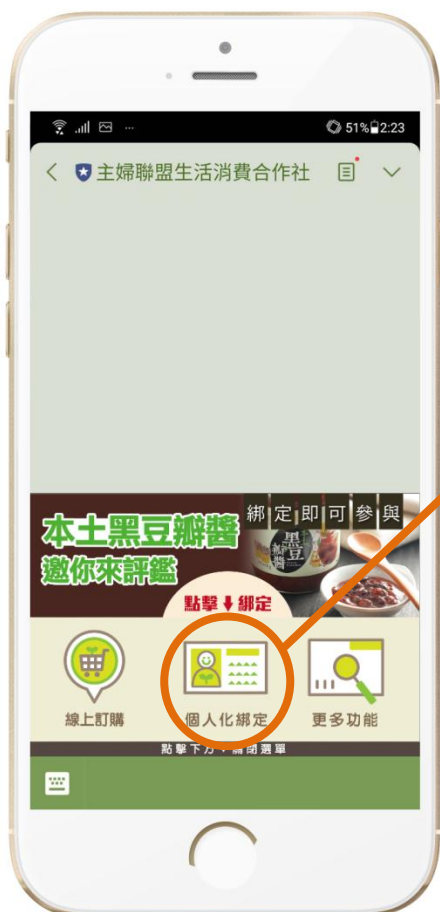 51% 2:23
主婦聯盟生活消費合作社
綁定即可參與
本土黑豆瓣醬
邀你來評鑑
黑豆瓣醬
點擊⬇綁定
線上訂購
個人化綁定
更多功能
點擊下方 關閉選單